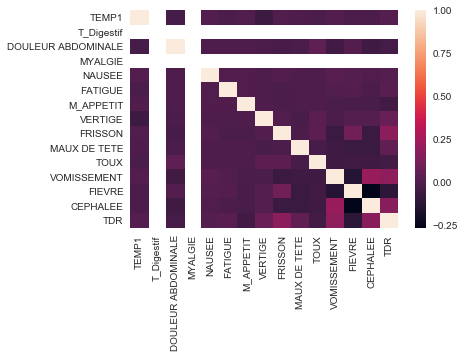 TEMP1
T_Digestif
DOULEUR ABDOMINALE
MYALGIE
NAUSEE
FATIGUE
M_APPETIT
VERTIGE
FRISSON
MAUX DE TETE
TOUX
VOMISSEMENT
FIEVRE
CEPHALEE
TDR
TEMP1
T_Digestif
DOULEUR ABDOMINALE
MYALGIE
NAUSEE
FATIGUE
M_APPETIT
VERTIGE
FRISSON
MAUX DE TETE
TOUX
VOMISSEMENT
FIEVRE
CEPHALEE
TDR
1.00
0.75
0.50
0.25
0.00
−0.25